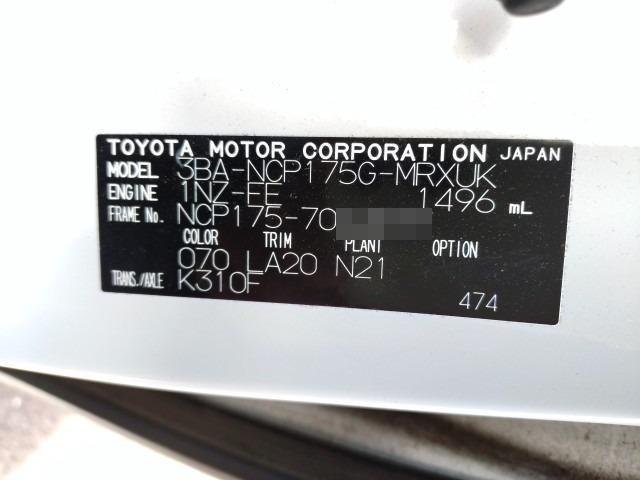 TOYOTA MOTOR CORPORATION JAPAN
MODEL 3BA-NCP175G-MRXUK
ENGINE 1NZ-FE 1496 mL
FRAME No. NCP175-70
COLOR TRIM PLANT OPTION
070 LA20 N21
TRANS./AXLE K310F
474